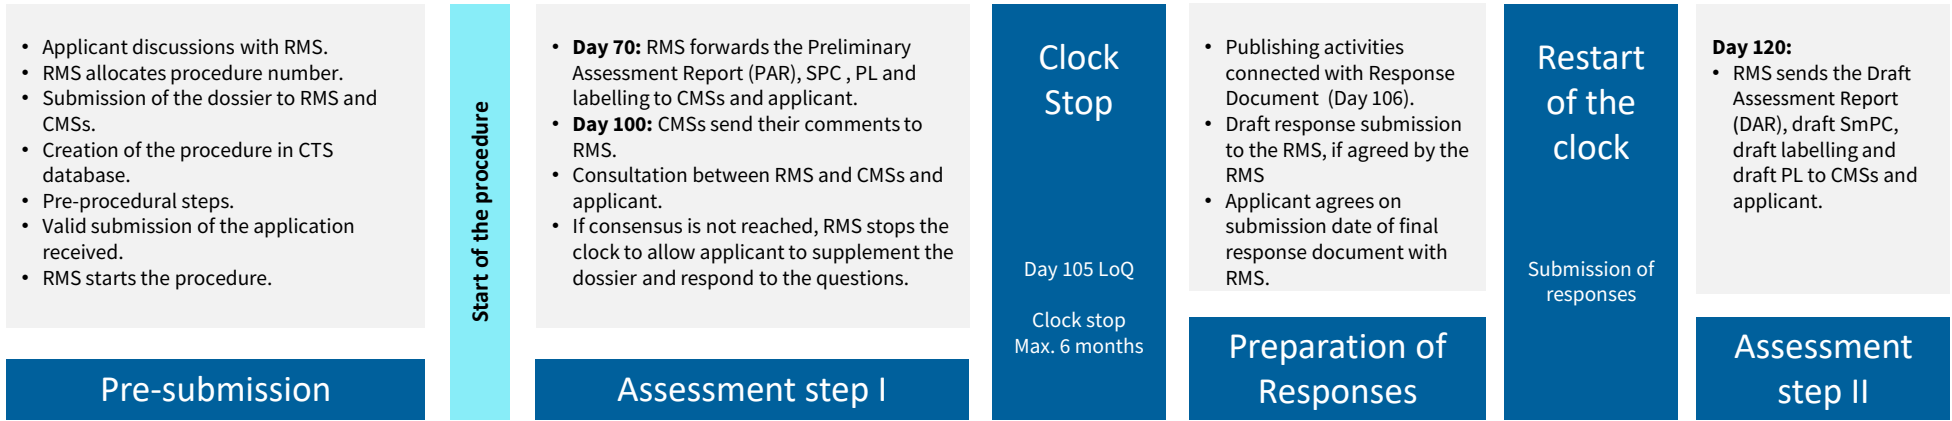 • Applicant discussions with RMS.
• RMS allocates procedure number.
• Submission of the dossier to RMS and
CMSs.
• Creation of the procedure in CTS
database.
• Pre-procedural steps.
• Valid submission of the application
received.
• RMS starts the procedure.
Pre-submission
Start of the procedure
• Day 70: RMS forwards the Preliminary
Assessment Report (PAR), SPC , PL and
labelling to CMSs and applicant.
• Day 100: CMSs send their comments to
RMS.
• Consultation between RMS and CMSs and
applicant.
• If consensus is not reached, RMS stops the
clock to allow applicant to supplement the
dossier and respond to the questions.
Assessment step I
Clock
Stop
Day 105 LoQ
Clock stop
Max. 6 months
• Publishing activities
connected with Response
Document (Day 106).
• Draft response submission
to the RMS, if agreed by the
RMS
• Applicant agrees on
submission date of final
response document with
RMS.
Preparation of
Responses
Restart
of the
clock
Submission of
responses
Day 120:
• RMS sends the Draft
Assessment Report
(DAR), draft SmPC,
draft labelling and
draft PL to CMSs and
applicant.
Assessment
step II